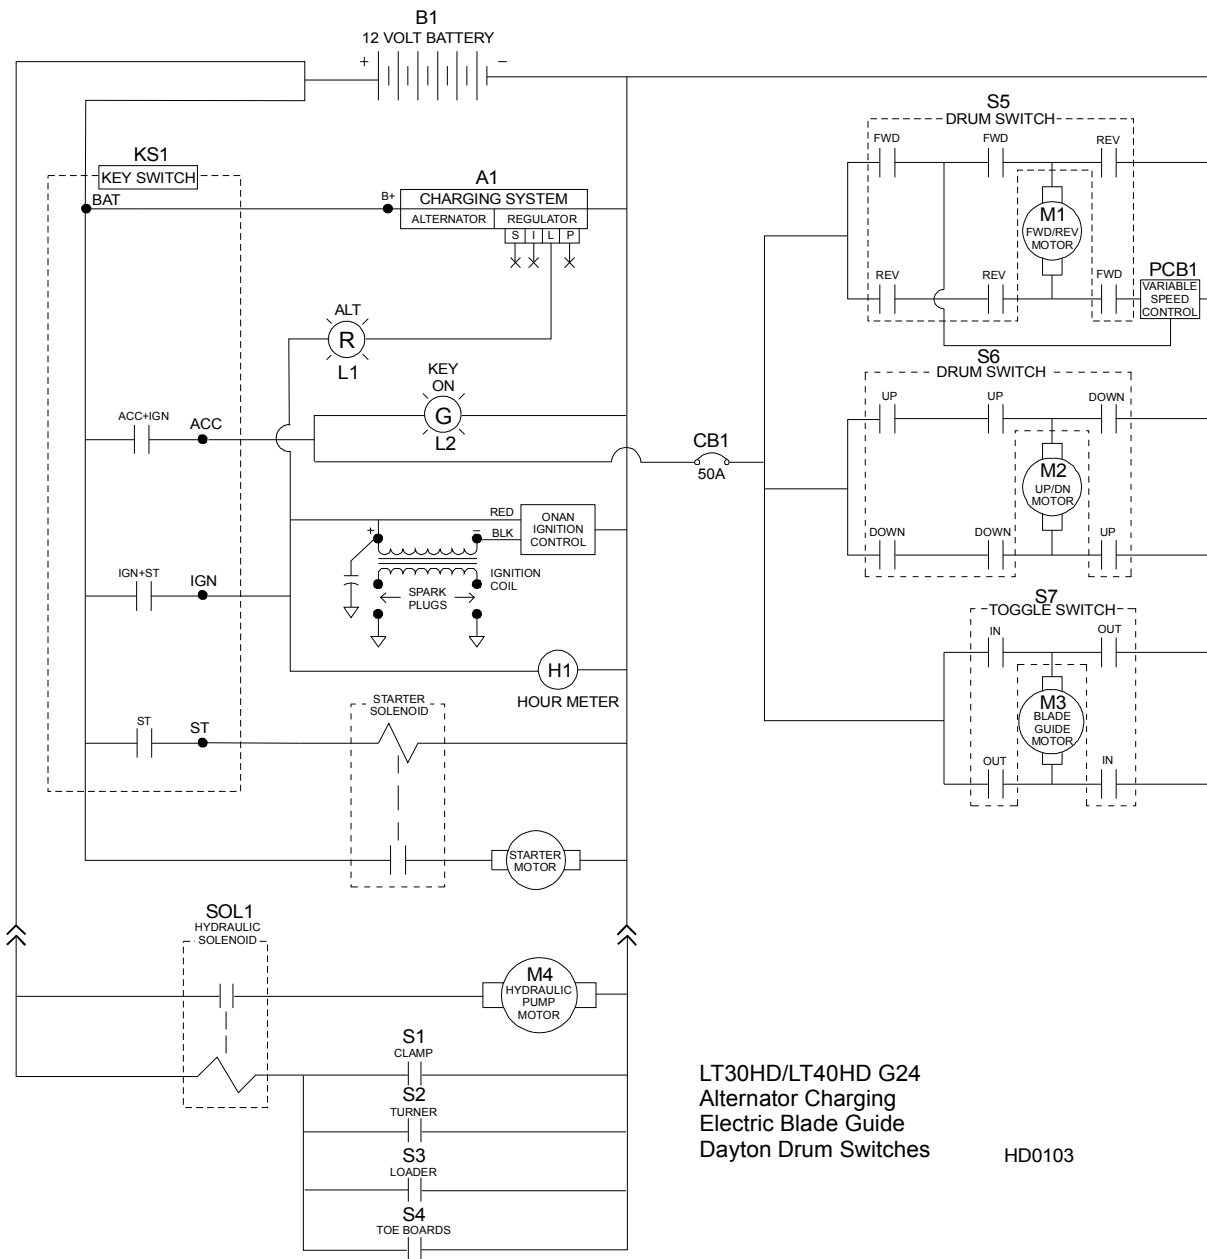 B1
12 VOLT BATTERY
+
−
KS1
KEY SWITCH
BAT
A1
B+
CHARGING SYSTEM
ALTERNATOR
REGULATOR
S
I
L
P
ALT
R
L1
KEY
ON
G
L2
ACC+IGN
ACC
CB1
50A
RED
BLK
ONAN
IGNITION
CONTROL
+
−
IGNITION
COIL
SPARK
PLUGS
IGN+ST
IGN
H1
HOUR METER
STARTER
SOLENOID
ST
ST
STARTER
MOTOR
SOL1
HYDRAULIC
SOLENOID
M4
HYDRAULIC
PUMP
MOTOR
S1
CLAMP
S2
TURNER
S3
LOADER
S4
TOE BOARDS
S5
DRUM SWITCH
FWD
FWD
REV
M1
FWD/REV
MOTOR
REV
REV
FWD
PCB1
VARIABLE
SPEED
CONTROL
S6
DRUM SWITCH
UP
UP
DOWN
M2
UP/DN
MOTOR
DOWN
DOWN
UP
S7
TOGGLE SWITCH
IN
OUT
M3
BLADE
GUIDE
MOTOR
OUT
IN
LT30HD/LT40HD G24
Alternator Charging
Electric Blade Guide
Dayton Drum Switches
HD0103